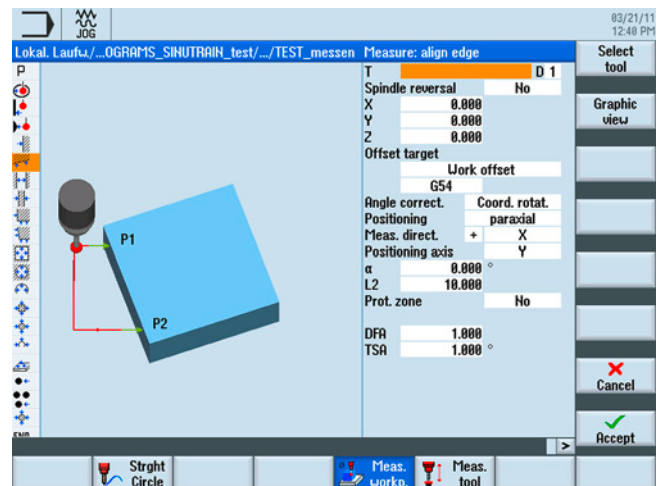 JOG
03/21/11
12:40 PM
Lokal. Laufw./...OGRAMS_SINUTRAIN_test/.../TEST_messen
Measure: align edge
Select tool
P
T D 1
Spindle reversal No
X 0.000
Y 0.000
Z 0.000
Graphic view
Offset target
Work offset
G54
Angle correct. Coord. rotat.
Positioning paraxial
Meas. direct. + X
Positioning axis Y
α 0.000 °
L2 10.000
Prot. zone No
DFA 1.000
TSA 1.000 °
P1
P2
Cancel
Accept
END
>
Strght Circle
Meas. workp.
Meas. tool